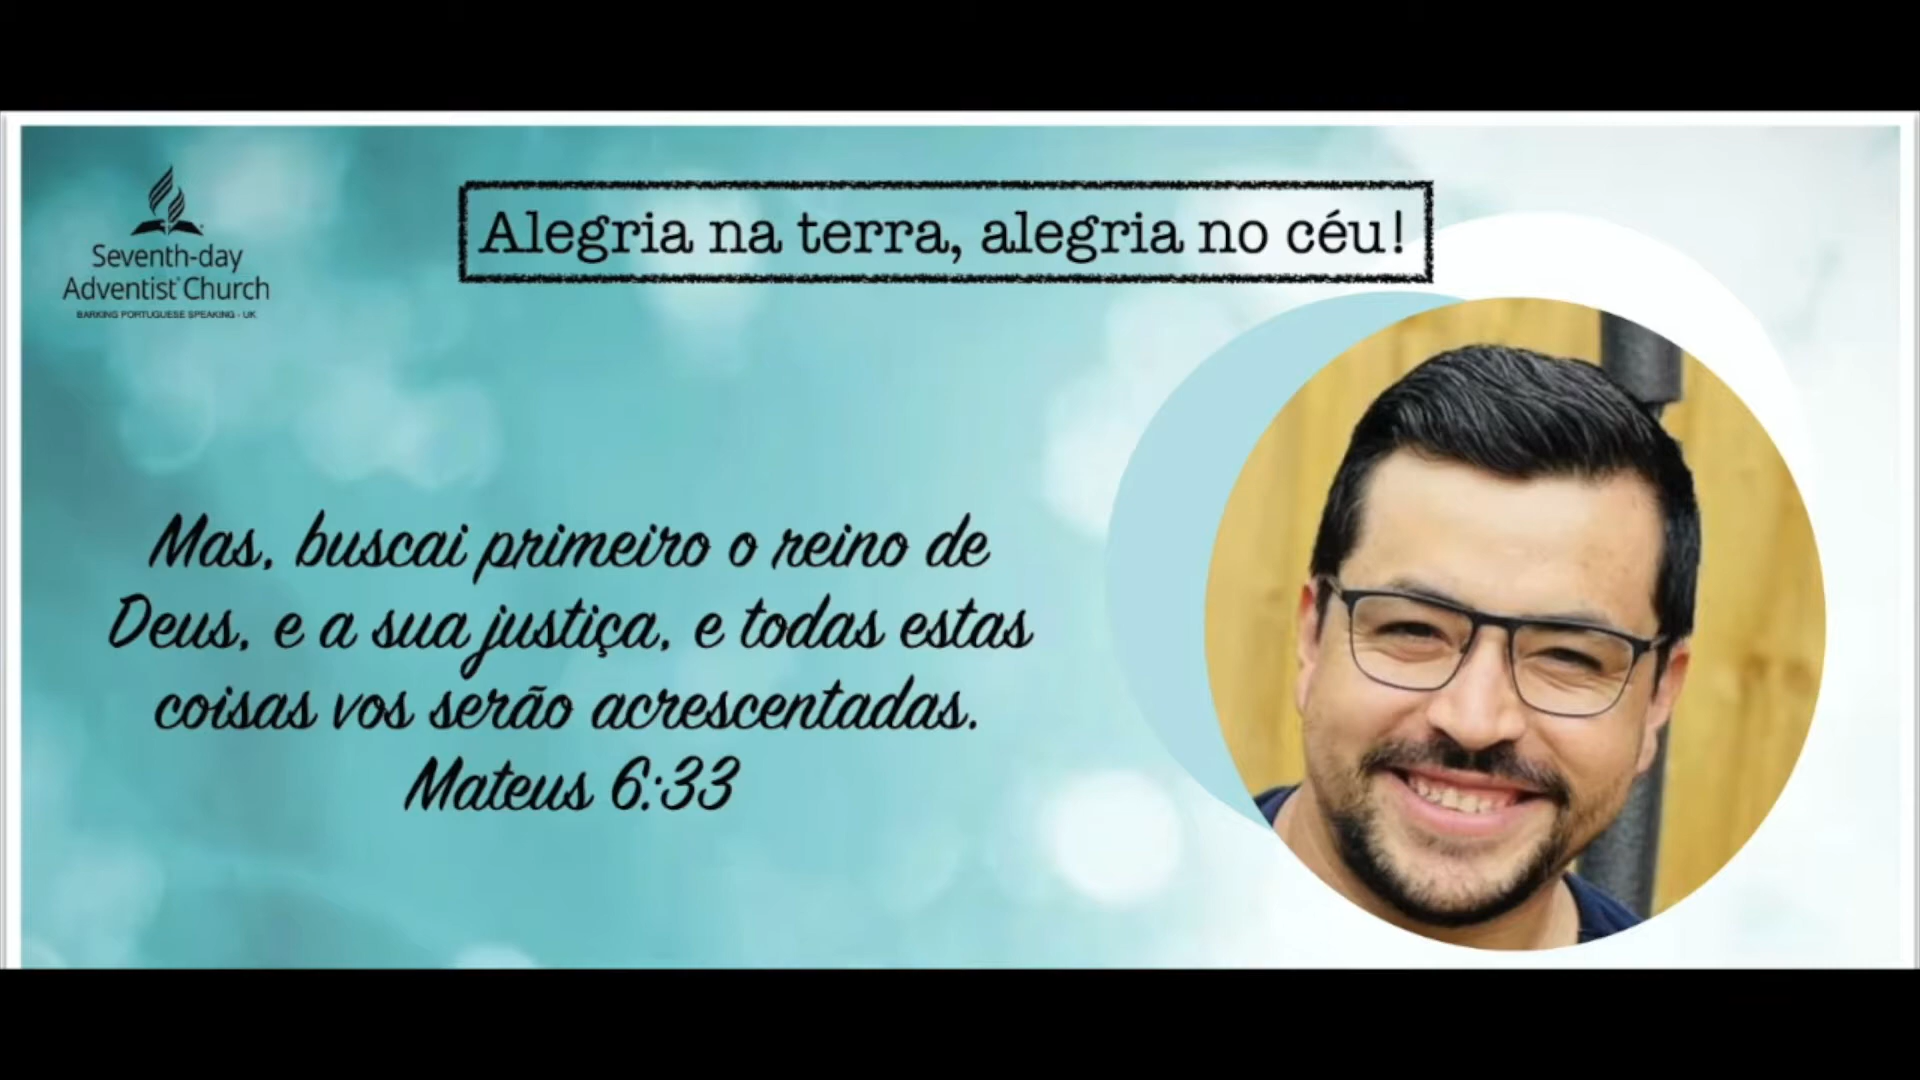 Seventh-day
Adventist Church
BARKING PORTUGUESE SPEAKING - UK
Alegria na terra, alegria no céu!
Mas, buscai primeiro o reino de
Deus, e a sua justiça, e todas estas
coisas vos serão acrescentadas.
Mateus 6:33